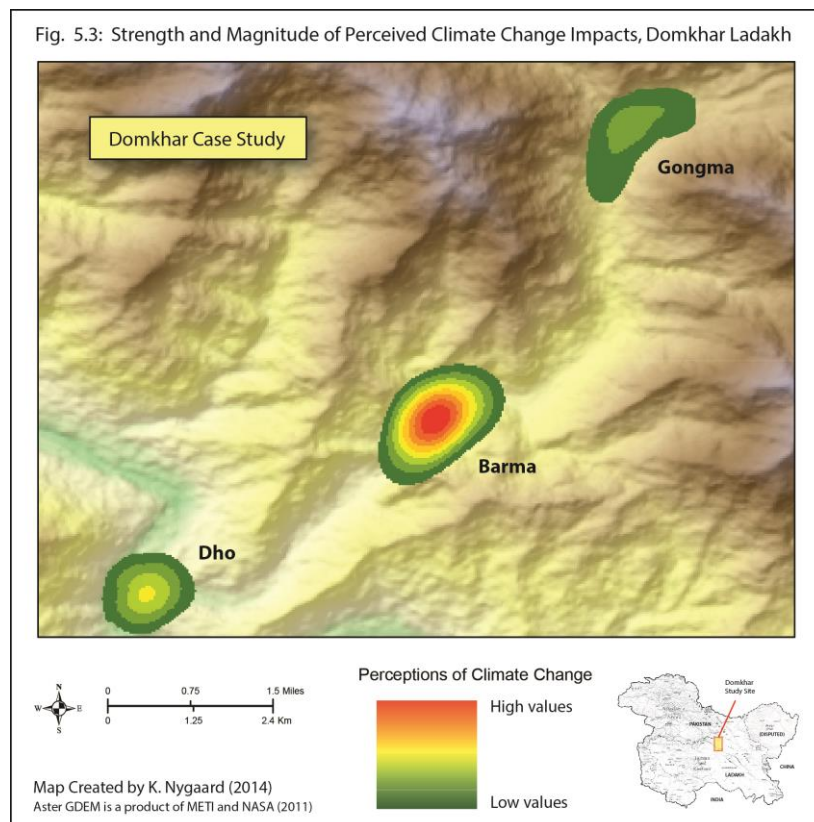 Fig. 5.3: Strength and Magnitude of Perceived Climate Change Impacts, Domkhar Ladakh
Domkhar Case Study
Gongma
Barma
Dho
N
W E
S
0 0.75 1.5 Miles
0 1.25 2.4 Km
Perceptions of Climate Change
High values
Low values
Domkhar
Study Site
PAKISTAN
(DISPUTED)
CHINA
LADAKH
INDIA
Map Created by K. Nygaard (2014)
Aster GDEM is a product of METI and NASA (2011)